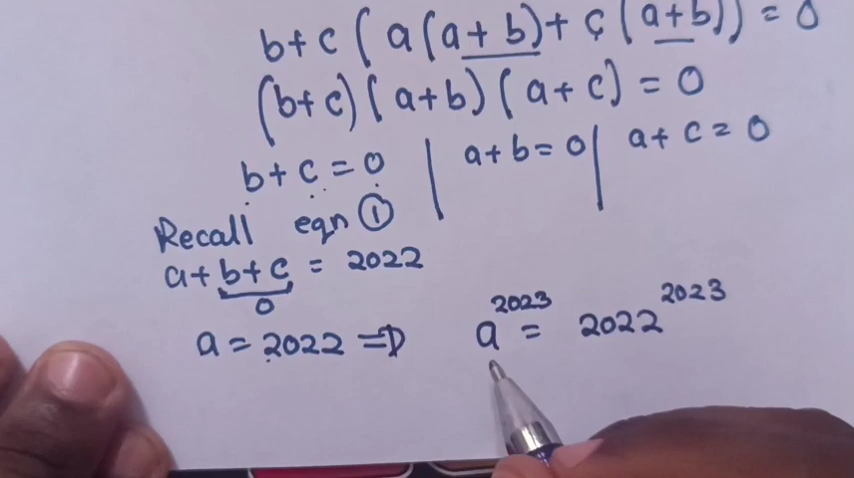 b+c(a(a+b)+c(a+b))=0
(b+c)(a+b)(a+c)=0
b+c=0 | a+b=0 | a+c=0
Recall eqn ①
a+b+c = 2022
0
a=2022 => a^2023 = 2022^2023